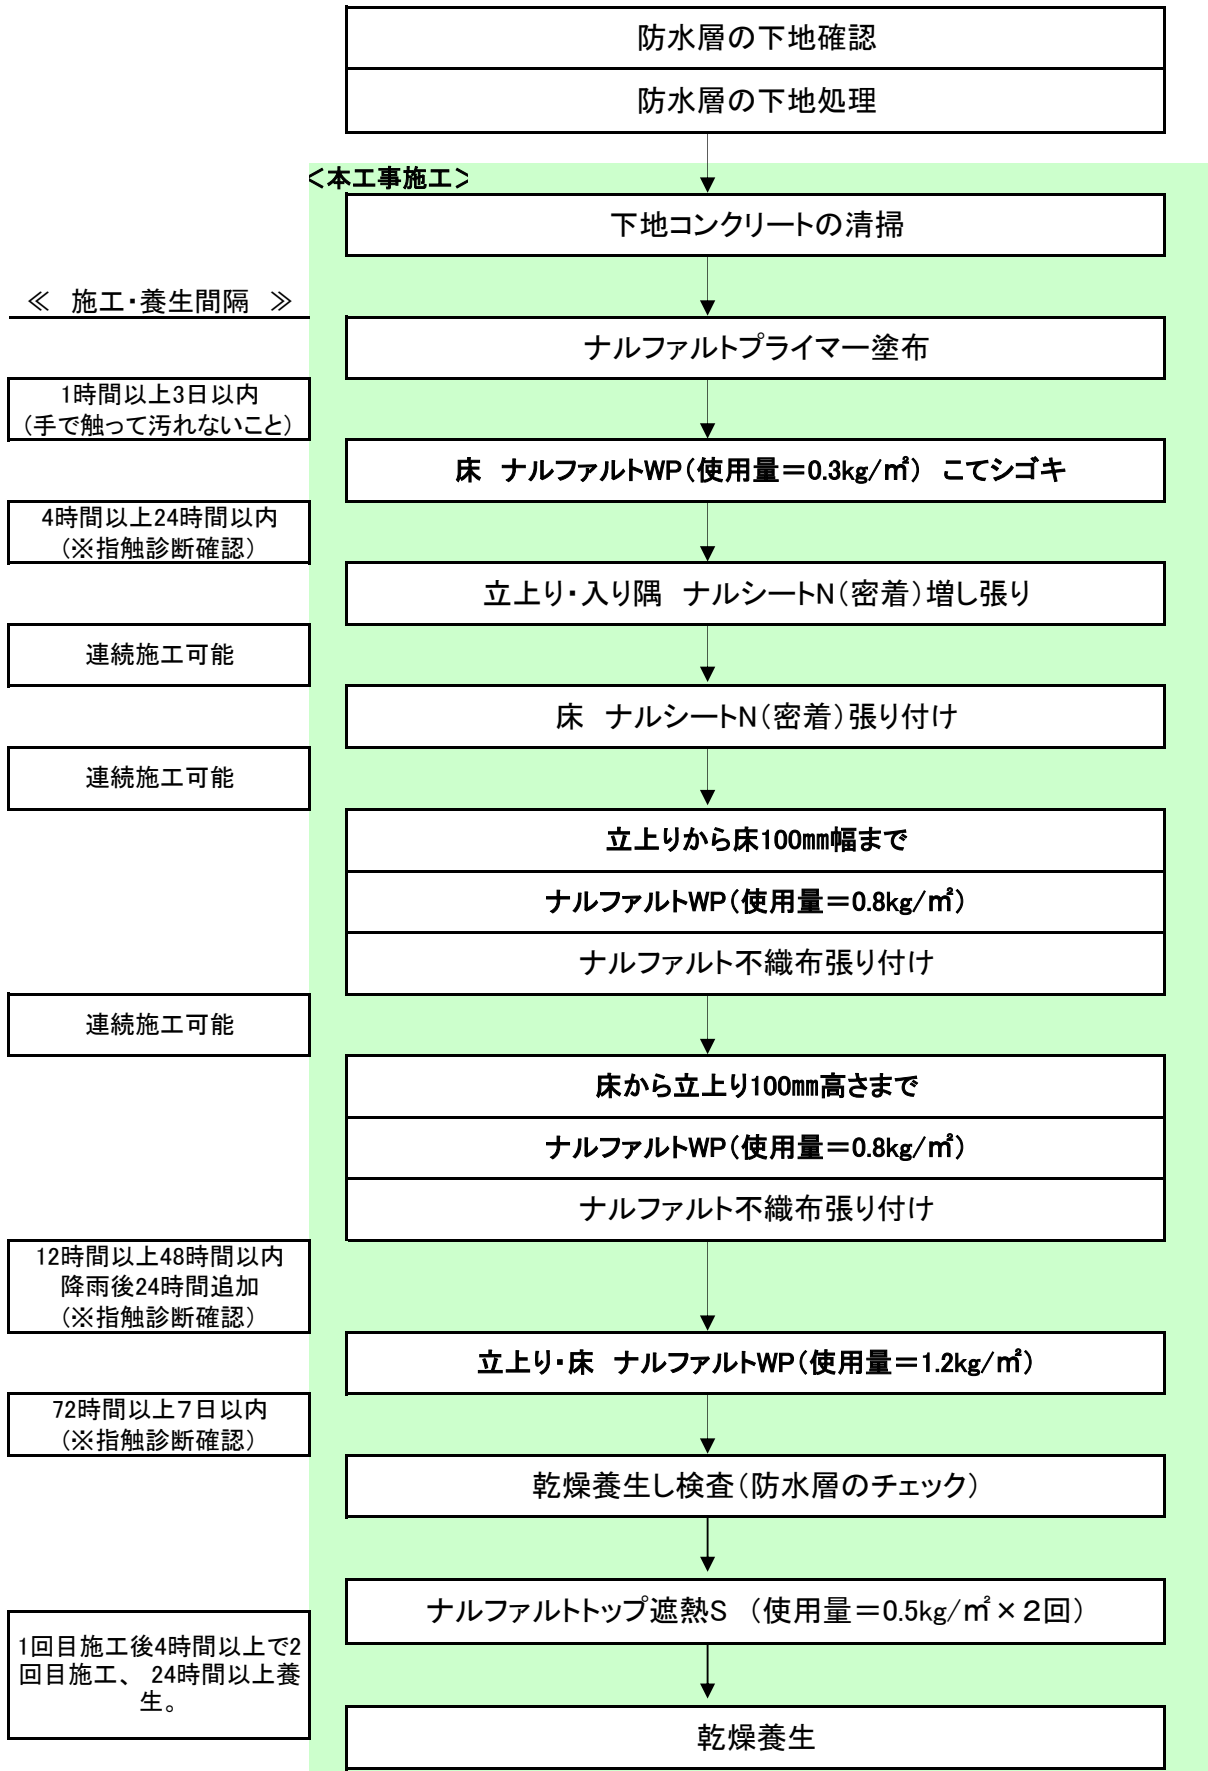 防水層の下地確認
防水層の下地処理
<本工事施工>
下地コンクリートの清掃
≪　施工・養生間隔　≫
ナルファルトプライマー塗布
1時間以上3日以内
(手で触って汚れないこと)
床　ナルファルトWP(使用量=0.3kg/㎡)　こてシゴキ
4時間以上24時間以内
(※指触診断確認)
立上り・入り隅　ナルシートN(密着)増し張り
連続施工可能
床　ナルシートN(密着)張り付け
連続施工可能
立上りから床100㎜幅まで
ナルファルトWP(使用量=0.8kg/㎡)
ナルファルト不織布張り付け
連続施工可能
床から立上り100㎜高さまで
ナルファルトWP(使用量=0.8kg/㎡)
ナルファルト不織布張り付け
12時間以上48時間以内
降雨後24時間追加
(※指触診断確認)
立上り・床　ナルファルトWP(使用量=1.2kg/㎡)
72時間以上7日以内
(※指触診断確認)
乾燥養生し検査(防水層のチェック)
ナルファルトトップ遮熱S　(使用量=0.5kg/㎡×2回)
1回目施工後4時間以上で2
回目施工、 24時間以上養
生。
乾燥養生